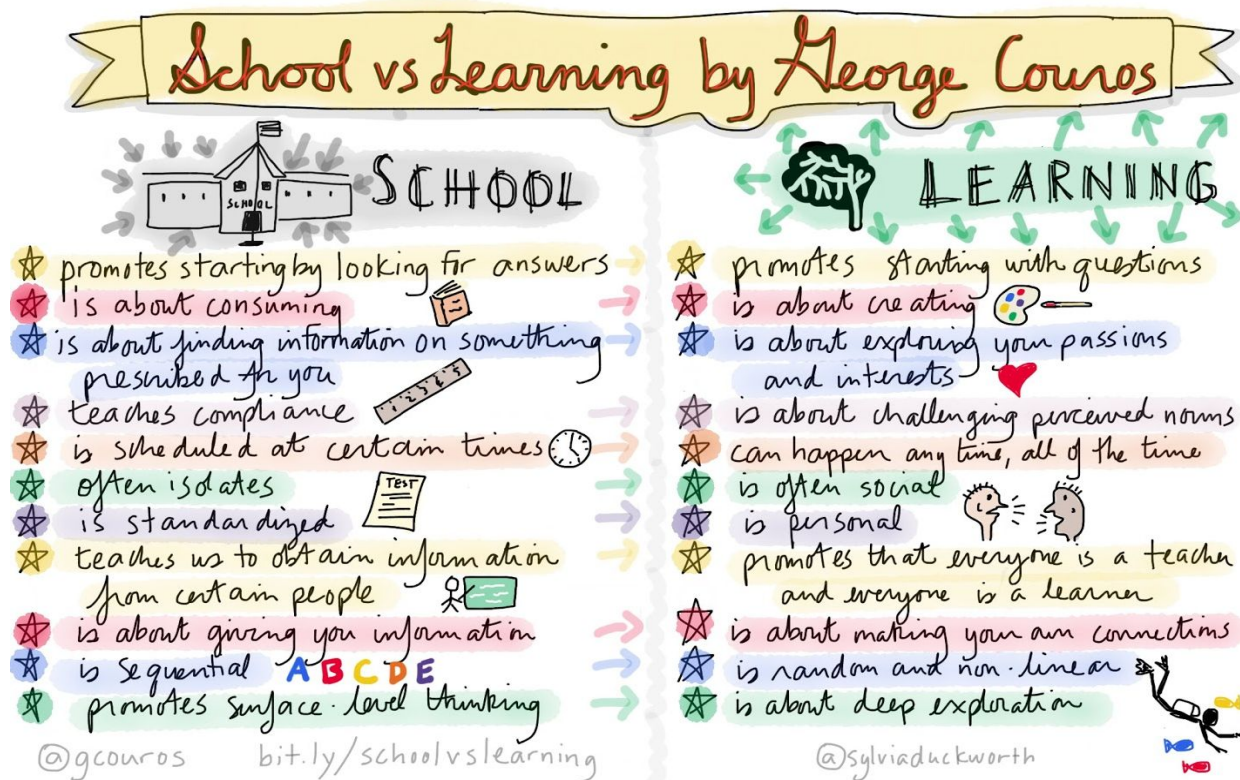 School vs Learning by George Couros
SCHOOL
SCHOOL
promotes starting by looking for answers
is about consuming
is about finding information on something
prescribed for you
1 2 3 4 5
teaches compliance
is scheduled at certain times
often isolates
TEST
is standardized
teaches us to obtain information
from certain people
is about giving you information
is sequential A B C D E
promotes surface-level thinking
@gcouros bit.ly/schoolvslearning
LEARNING
promotes starting with questions
is about creating
is about exploring your passions
and interests
is about challenging perceived norms
can happen any time, all of the time
is often social
is personal
promotes that everyone is a teacher
and everyone is a learner
is about making your own connections
is random and non-linear
is about deep exploration
@sylviaduckworth